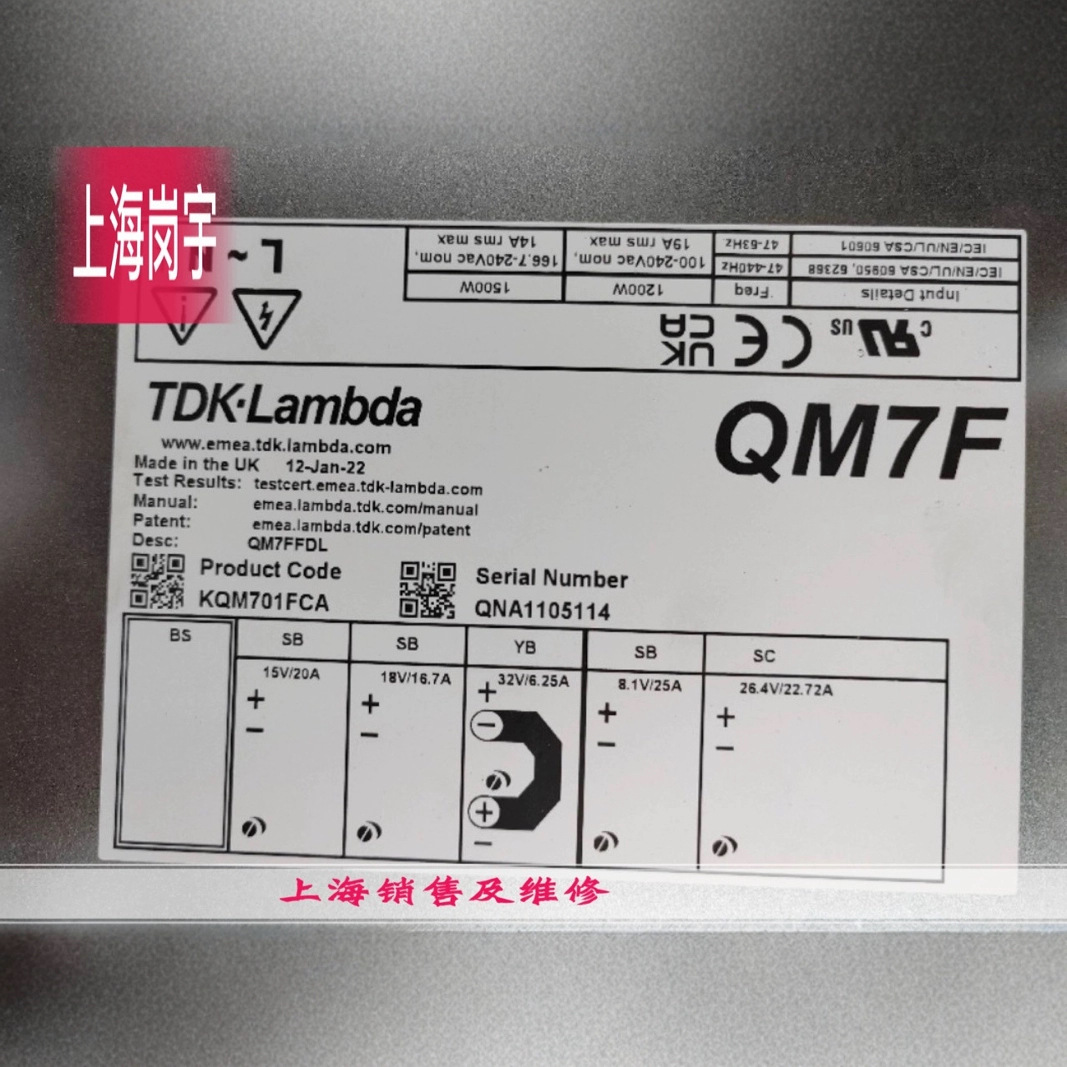 上海岗宇
L ~ N
Input Details Freq 1200W 1500W
IEC/EN/UL/CSA 60950, 62368 47-440Hz 100-240Vac nom, 166.7-240Vac nom,
IEC/EN/UL/CSA 60601 47-63Hz 19A rms max 14A rms max
C UL US CE UK CA
TDK·Lambda
QM7F
www.emea.tdk.lambda.com
Made in the UK 12-Jan-22
Test Results: testcert.emea.tdk-lambda.com
Manual: emea.lambda.tdk.com/manual
Patent: emea.lambda.tdk.com/patent
Desc: QM7FFDL
Product Code Serial Number
KQM701FCA QNA1105114
BS SB SB YB SB SC
15V/20A 18V/16.7A 32V/6.25A 8.1V/25A 26.4V/22.72A
+ + + + +
- - - - -
+
-
上海销售及维修